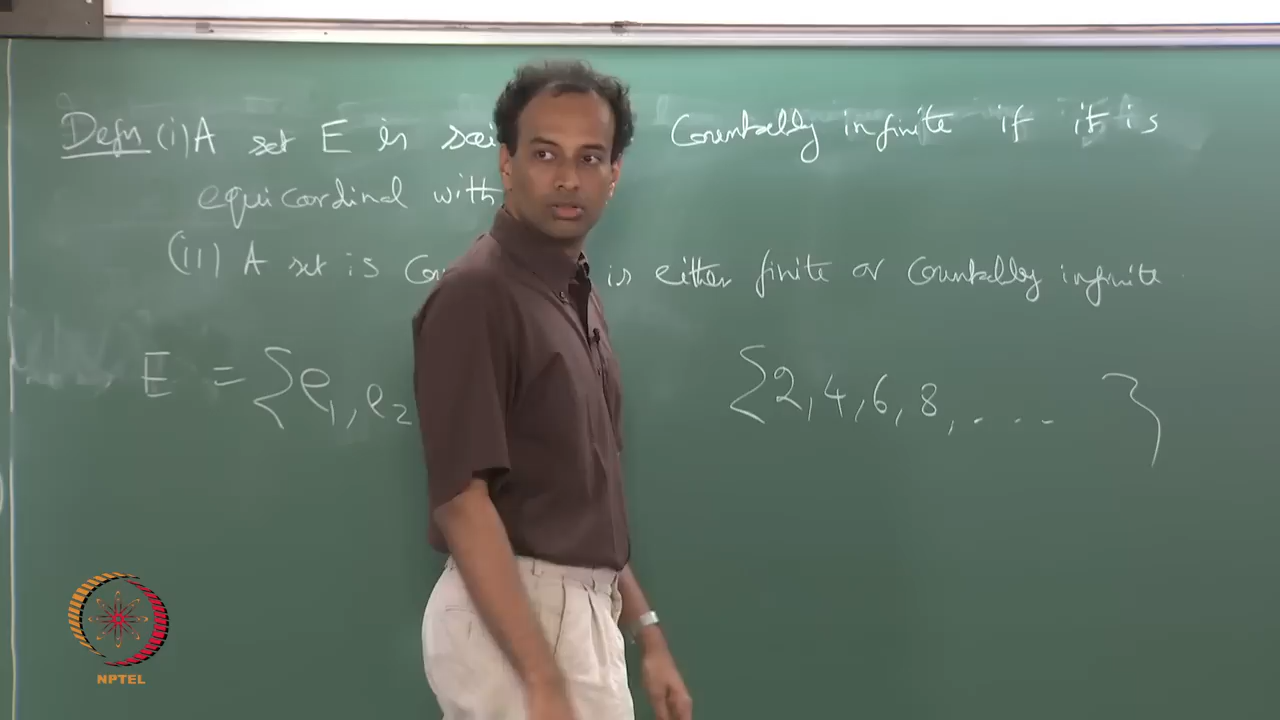 Defn (i) A set E is sai Countably infinite if it is
equicardinal with
(ii) A set is Co is either finite or Countably infinite.
E = {e₁, e₂ {2, 4, 6, 8, . . . }
NPTEL